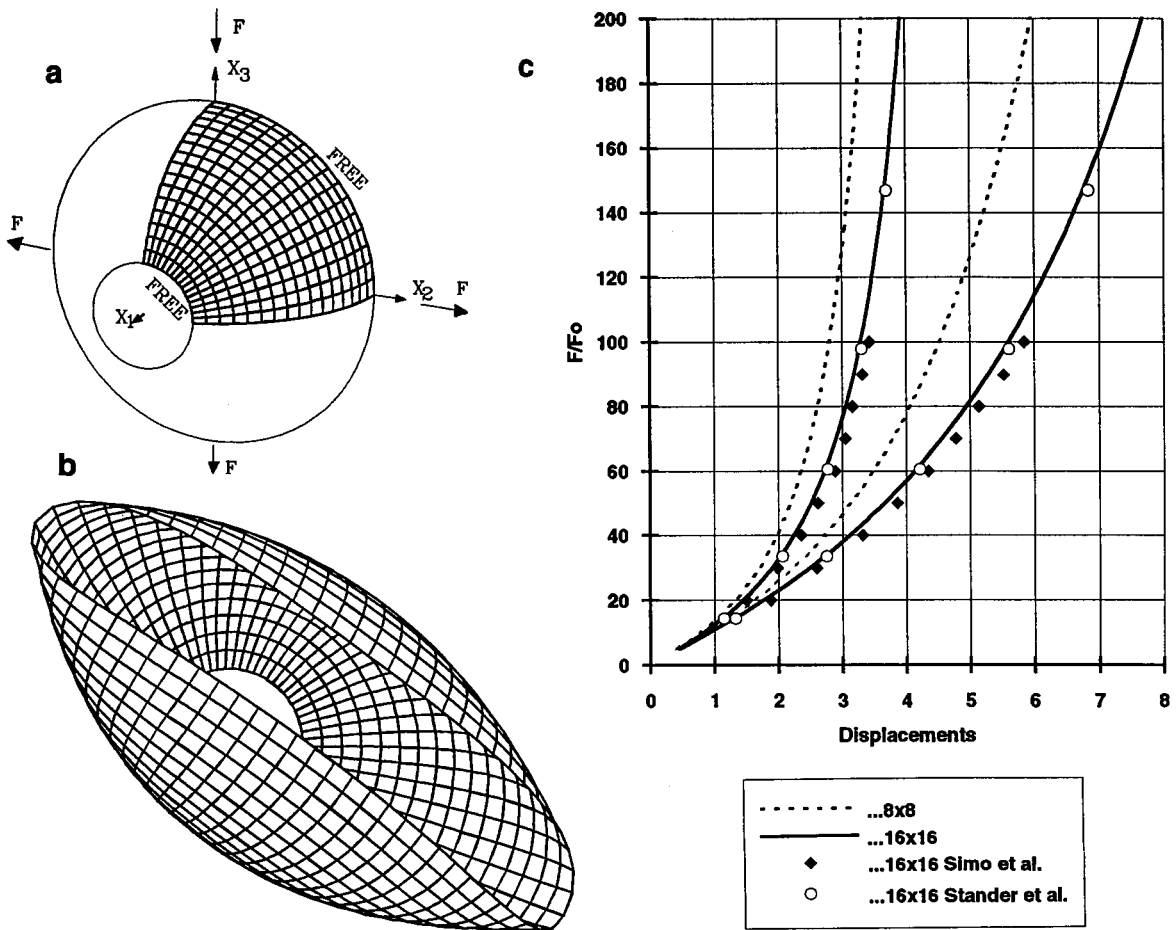 a
F
X3
FREE
F
FREE
X1
X2 F
F
b
c
F/Fo
200
180
160
140
120
100
80
60
40
20
0
0 1 2 3 4 5 6 7 8
Displacements
...8x8
...16x16
...16x16 Simo et al.
...16x16 Stander et al.